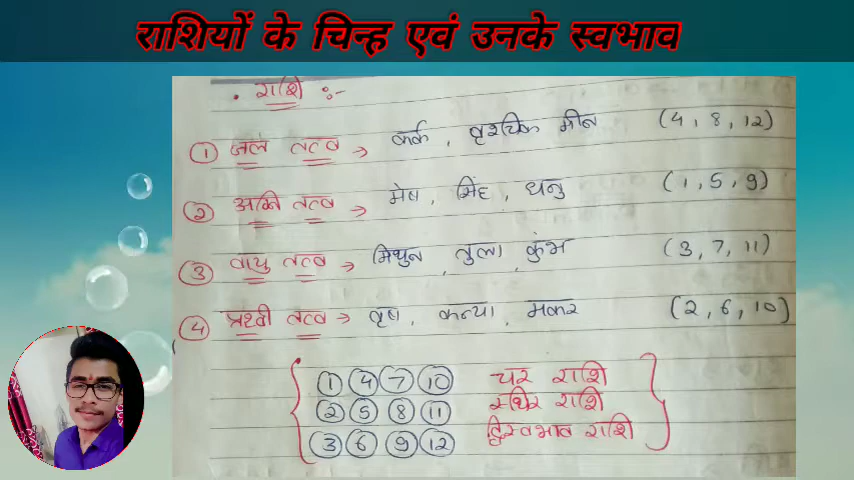 राशियों के चिन्ह एवं उनके स्वभाव
• राशि :-
① जल तत्व → कर्क, वृश्चिक मीन (4, 8, 12)
② अग्नि तत्व → मेष, सिंह, धनु (1, 5, 9)
③ वायु तत्व → मिथुन, तुला, कुंभ (3, 7, 11)
④ प्रथ्वी तत्व → वृष, कन्या, मकर (2, 6, 10)
① ④ ⑦ ⑩ चर राशि
② ⑤ ⑧ ⑪ स्थिर राशि
③ ⑥ ⑨ ⑫ द्विस्वभाव राशि